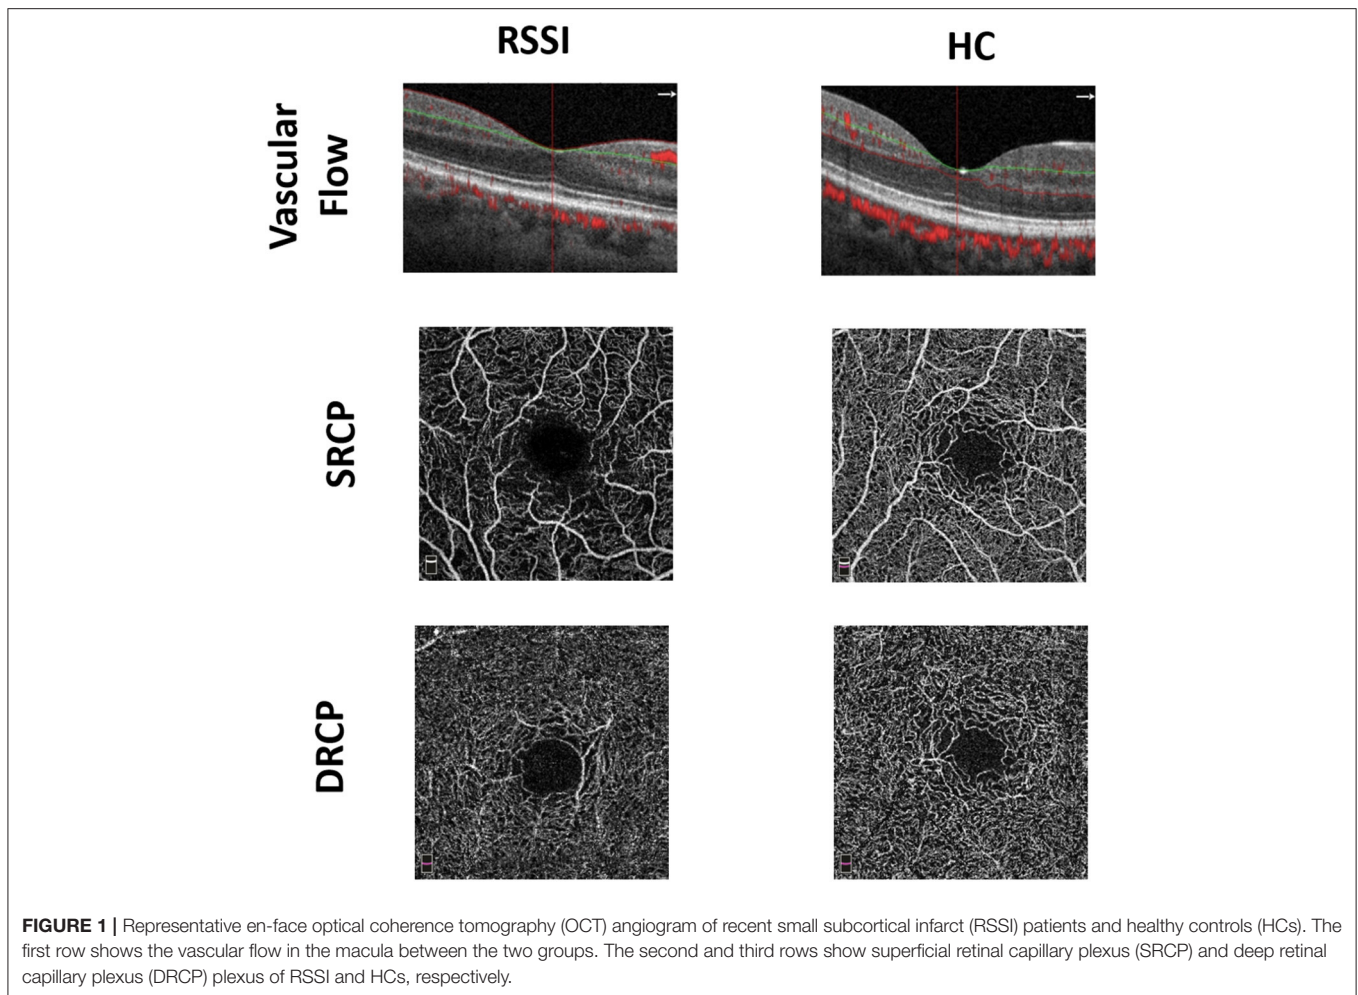 RSSI
HC
Vascular
Flow
SRCP
DRCP
FIGURE 1 | Representative en-face optical coherence tomography (OCT) angiogram of recent small subcortical infarct (RSSI) patients and healthy controls (HCs). The
first row shows the vascular flow in the macula between the two groups. The second and third rows show superficial retinal capillary plexus (SRCP) and deep retinal
capillary plexus (DRCP) plexus of RSSI and HCs, respectively.